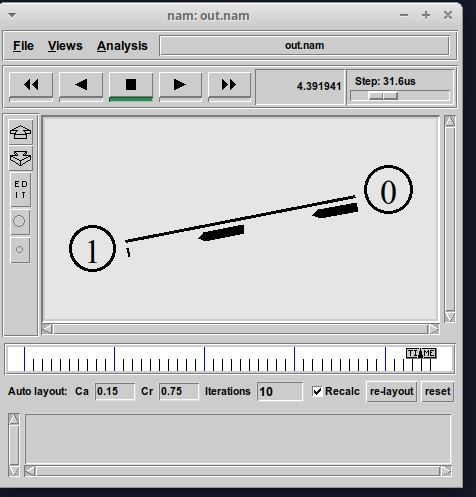 nam: out.nam
File Views Analysis out.nam
4.391941 Step: 31.6us
ED
IT
0
1
TIME
Auto layout: Ca 0.15 Cr 0.75 Iterations 10 Recalc re-layout reset